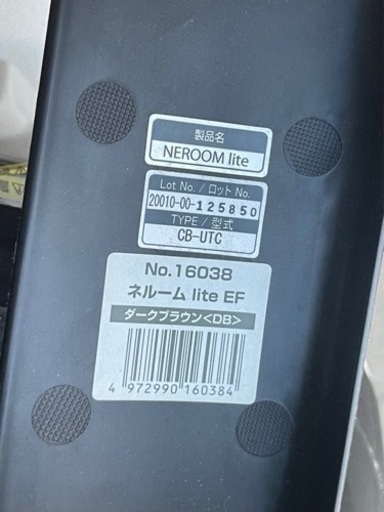 製品名
NEROOM lite
Lot No. / ロット No.
20010-00-125850
TYPE / 型式
CB-UTC
No.16038
ネルーム lite EF
ダークブラウン<DB>
4 972990 160384